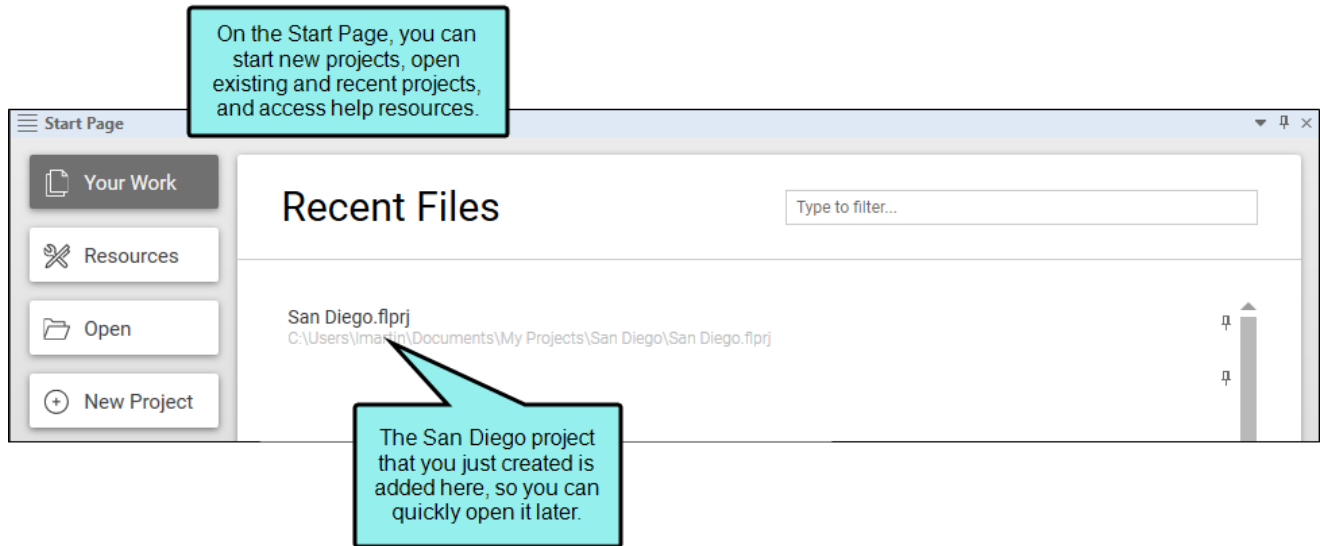 On the Start Page, you can
start new projects, open
existing and recent projects,
and access help resources.
Start Page
Your Work
Recent Files
Type to filter...
Resources
San Diego.flprj
C:\Users\lmartin\Documents\My Projects\San Diego\San Diego.flprj
Open
New Project
The San Diego project
that you just created is
added here, so you can
quickly open it later.